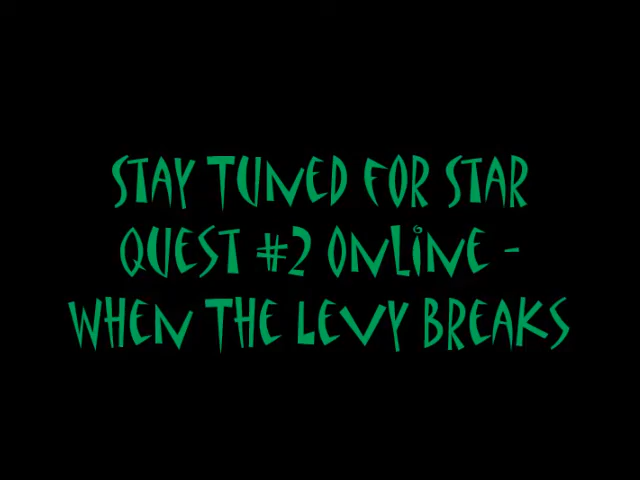 STAY TUNED FOR STAR
QUEST #2 ONLiNE -
WHEN THE LEVY BREAKS